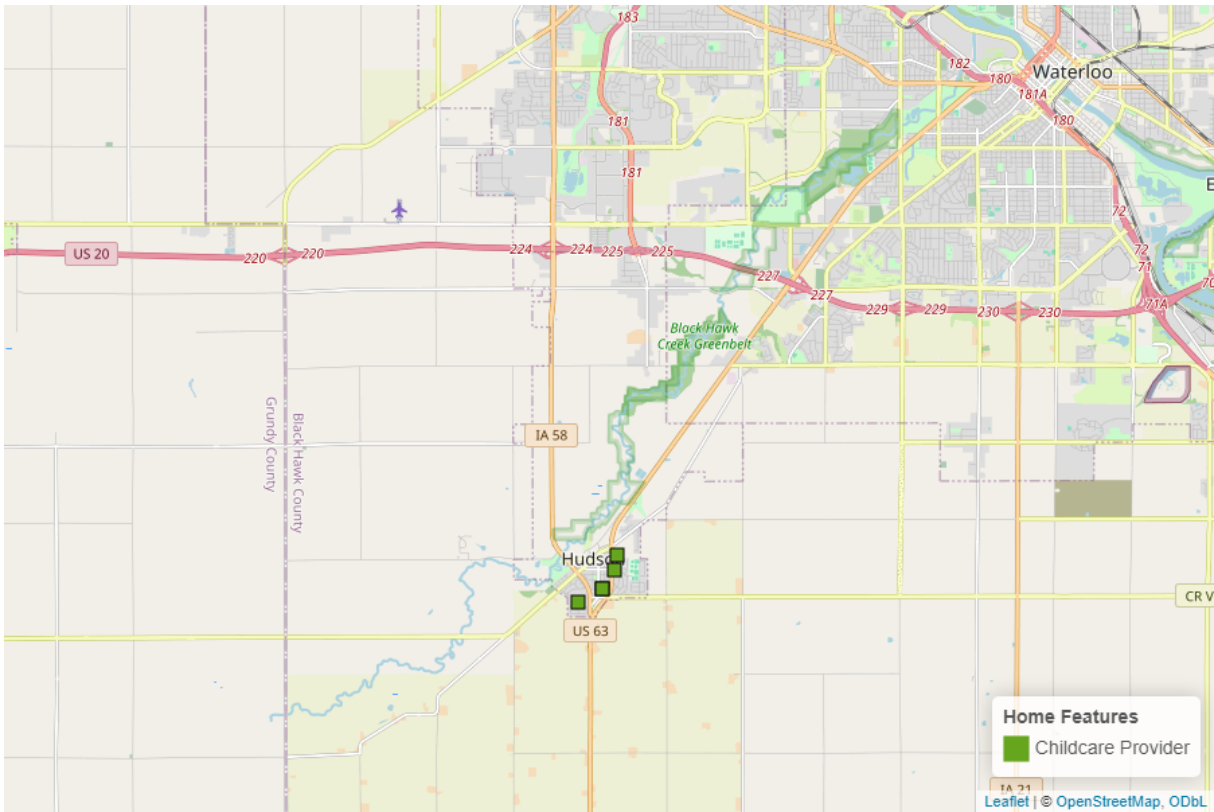 183
182
Waterloo
180
181A
180
181
181
72
72
71
71A
70
US 20
220
220
224
224
225
225
227
227
229
229
230
230
Black Hawk
Creek Greenbelt
IA 58
Grundy County
Black Hawk County
Hudso
CR V
US 63
Home Features
Childcare Provider
IA 21
Leaflet | © OpenStreetMap, ODbL